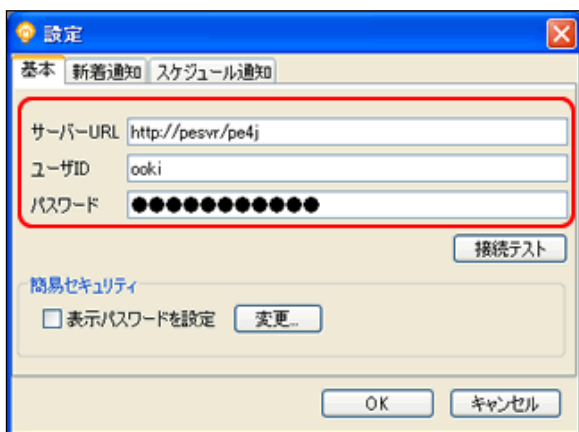 設定
基本 新着通知 スケジュール通知
サーバーURL http://pesvr/pe4j
ユーザID ooki
パスワード ●●●●●●●●●●●
接続テスト
簡易セキュリティ
表示パスワードを設定 変更...
OK キャンセル